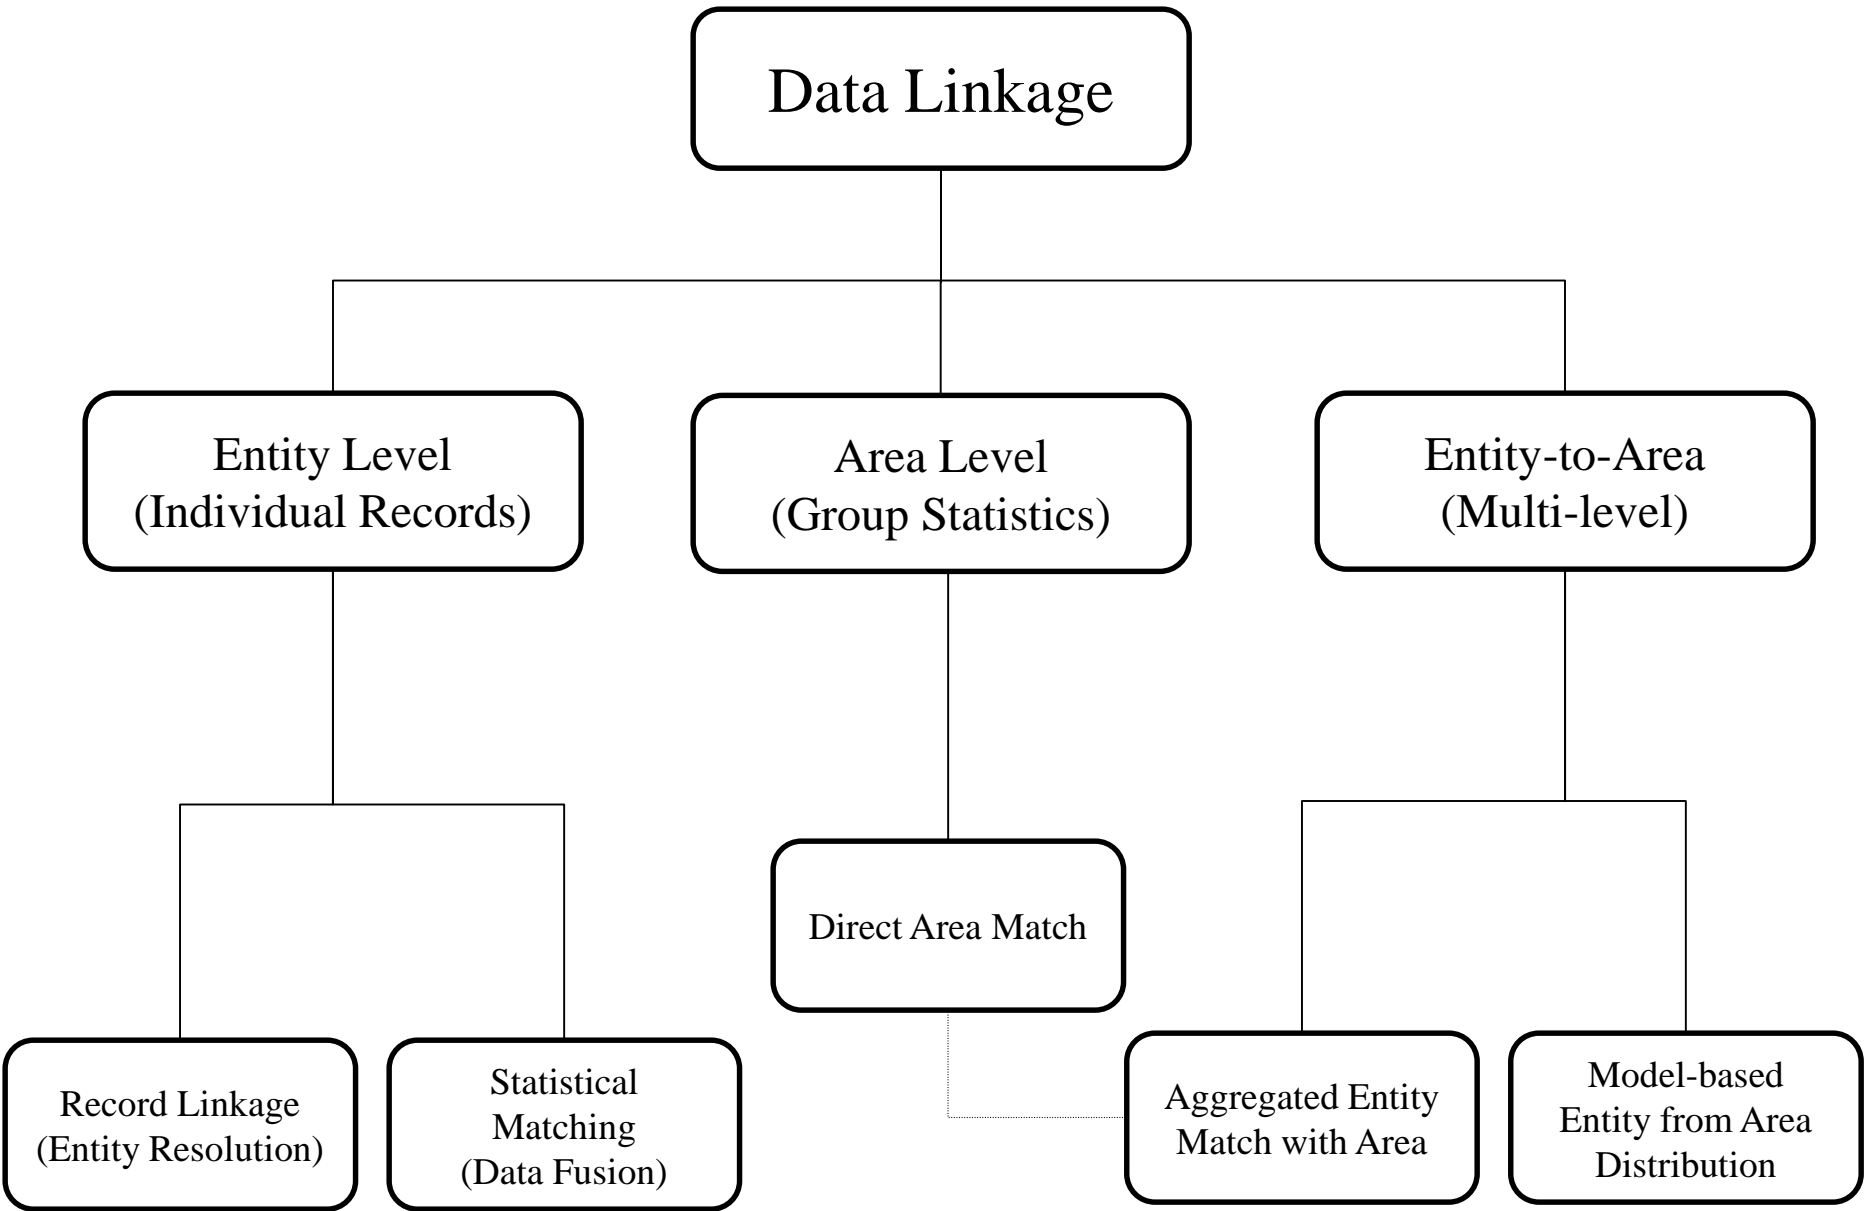 Data Linkage
Entity Level
(Individual Records)
Area Level
(Group Statistics)
Entity-to-Area
(Multi-level)
Direct Area Match
Record Linkage
(Entity Resolution)
Statistical
Matching
(Data Fusion)
Aggregated Entity
Match with Area
Model-based
Entity from Area
Distribution